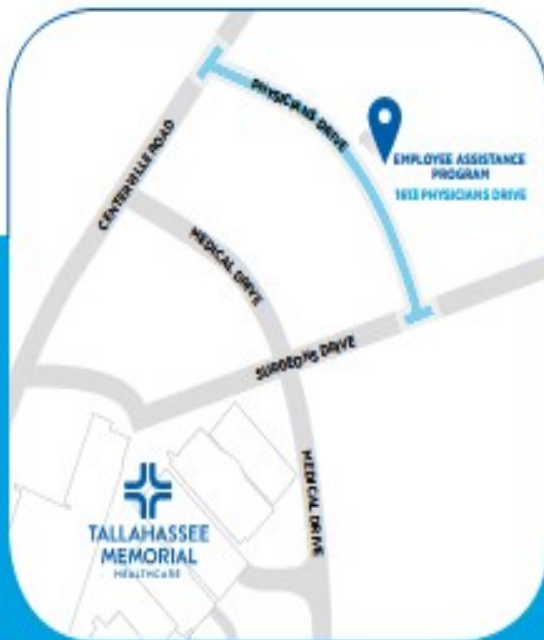 PHYSICIANS DRIVE
CENTERVILLE ROAD
EMPLOYEE ASSISTANCE
PROGRAM
1613 PHYSICIANS DRIVE
MEDICAL DRIVE
SURGEONS DRIVE
MEDICAL DRIVE
TALLAHASSEE
MEMORIAL
HEALTHCARE